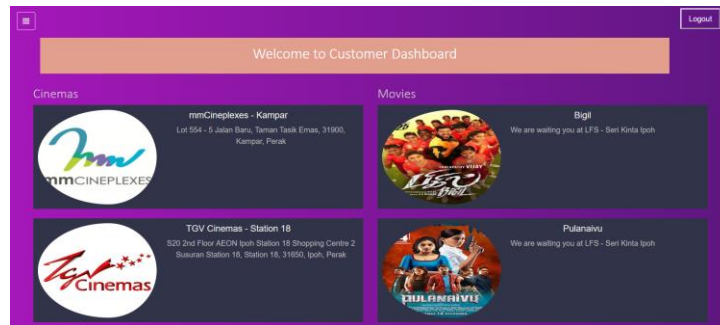 Logout
Welcome to Customer Dashboard
Cinemas
mmCineplexes - Kampar
Lot 554 - 5 Jalan Baru, Taman Tasik Emas, 31900,
Kampar, Perak
mmCINEPLEXES
TGV Cinemas - Station 18
S20 2nd Floor AEON Ipoh Station 18 Shopping Centre 2
Susuran Station 18, Station 18, 31650, Ipoh, Perak
TGV
Cinemas
Movies
Bigil
We are waiting you at LFS - Seri Kinta Ipoh
VIJAY
BIGIL
Pulanaivu
We are waiting you at LFS - Seri Kinta Ipoh
PULANAIVU